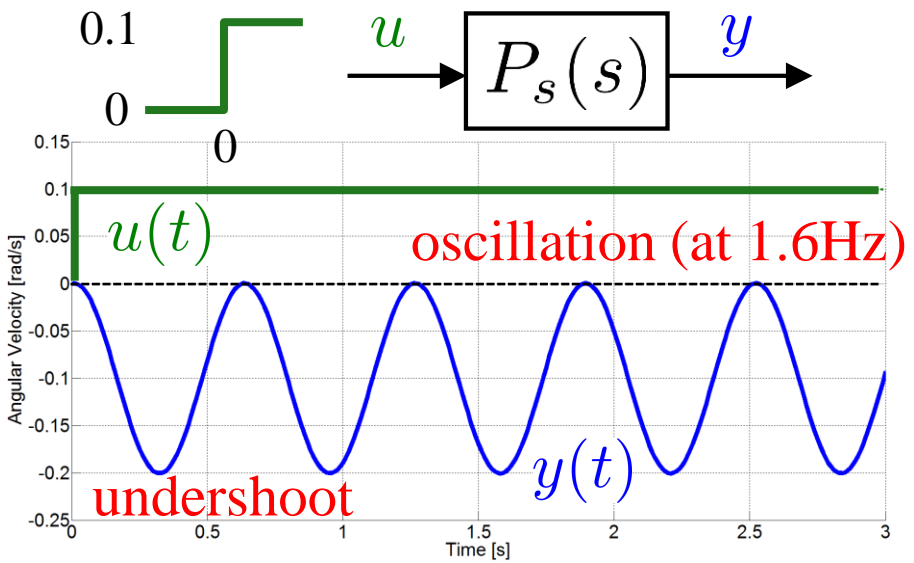 0.1
0
0
u
P_s(s)
y
0.15
0.1
0.05
0
-0.05
-0.1
-0.15
-0.2
-0.25
Angular Velocity [rad/s]
u(t)
oscillation (at 1.6Hz)
undershoot
y(t)
0 0.5 1 1.5 2 2.5 3
Time [s]